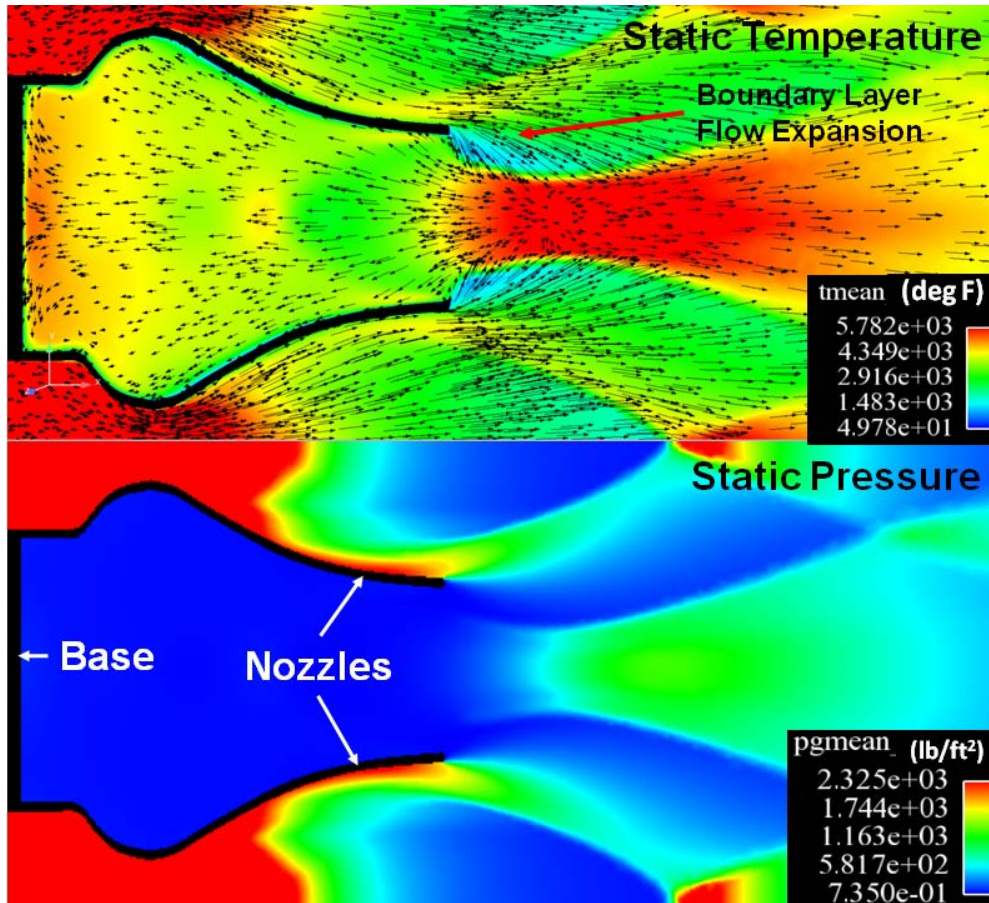 Static Temperature
Boundary Layer
Flow Expansion
tmean (deg F)
5.782e+03
4.349e+03
2.916e+03
1.483e+03
4.978e+01
Static Pressure
Base
Nozzles
pgmean (lb/ft²)
2.325e+03
1.744e+03
1.163e+03
5.817e+02
7.350e-01